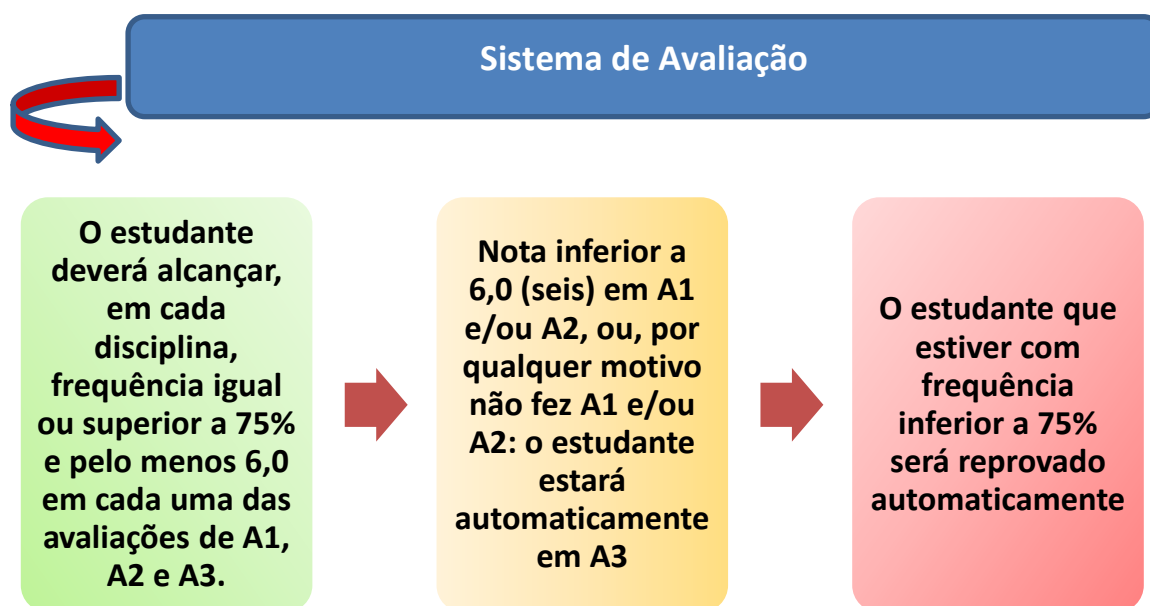 Sistema de Avaliação
O estudante
deverá alcançar,
em cada
disciplina,
frequência igual
ou superior a 75%
e pelo menos 6,0
em cada uma das
avaliações de A1,
A2 e A3.
Nota inferior a
6,0 (seis) em A1
e/ou A2, ou, por
qualquer motivo
não fez A1 e/ou
A2: o estudante
estará
automaticamente
em A3
O estudante que
estiver com
frequência
inferior a 75%
será reprovado
automaticamente